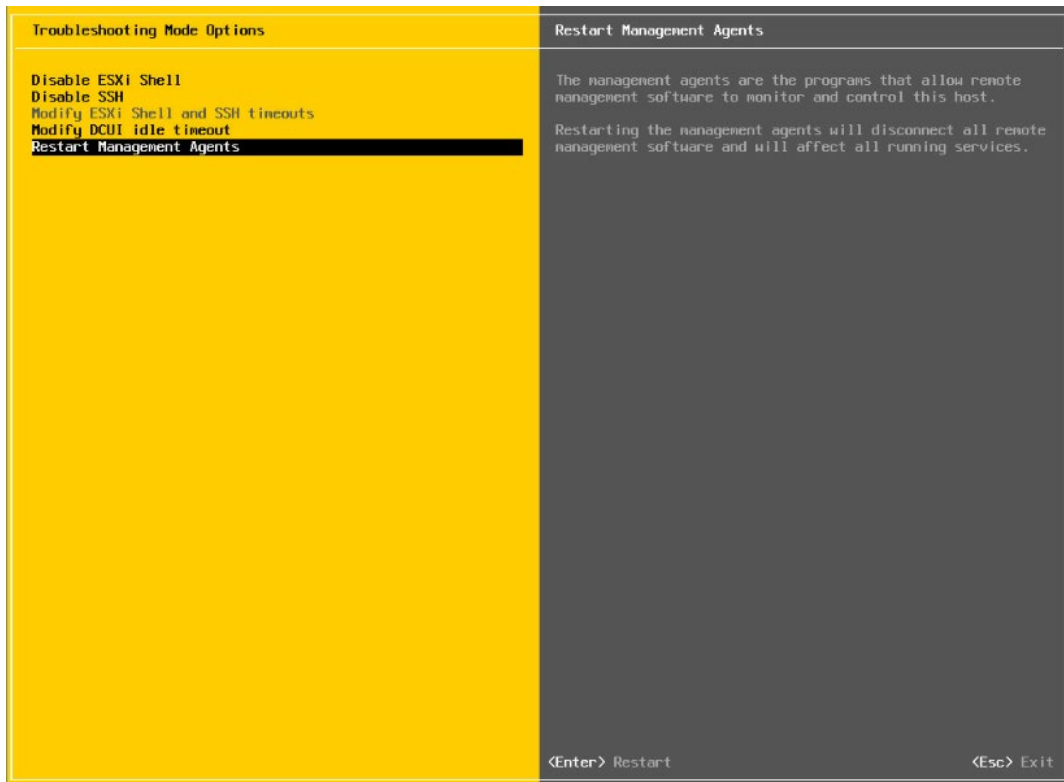 Troubleshooting Mode Options
Disable ESXi Shell
Disable SSH
Modify ESXi Shell and SSH timeouts
Modify DCUI idle timeout
Restart Management Agents
Restart Management Agents
The management agents are the programs that allow remote
management software to monitor and control this host.
Restarting the management agents will disconnect all remote
management software and will affect all running services.
<Enter> Restart
<Esc> Exit